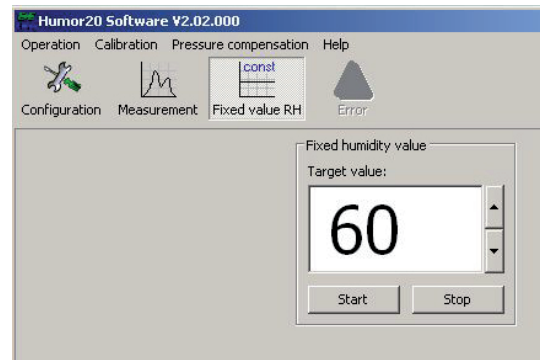 Humor20 Software V2.02.000
Operation Calibration Pressure compensation Help
const
Configuration Measurement Fixed value RH Error
Fixed humidity value
Target value:
60
Start Stop